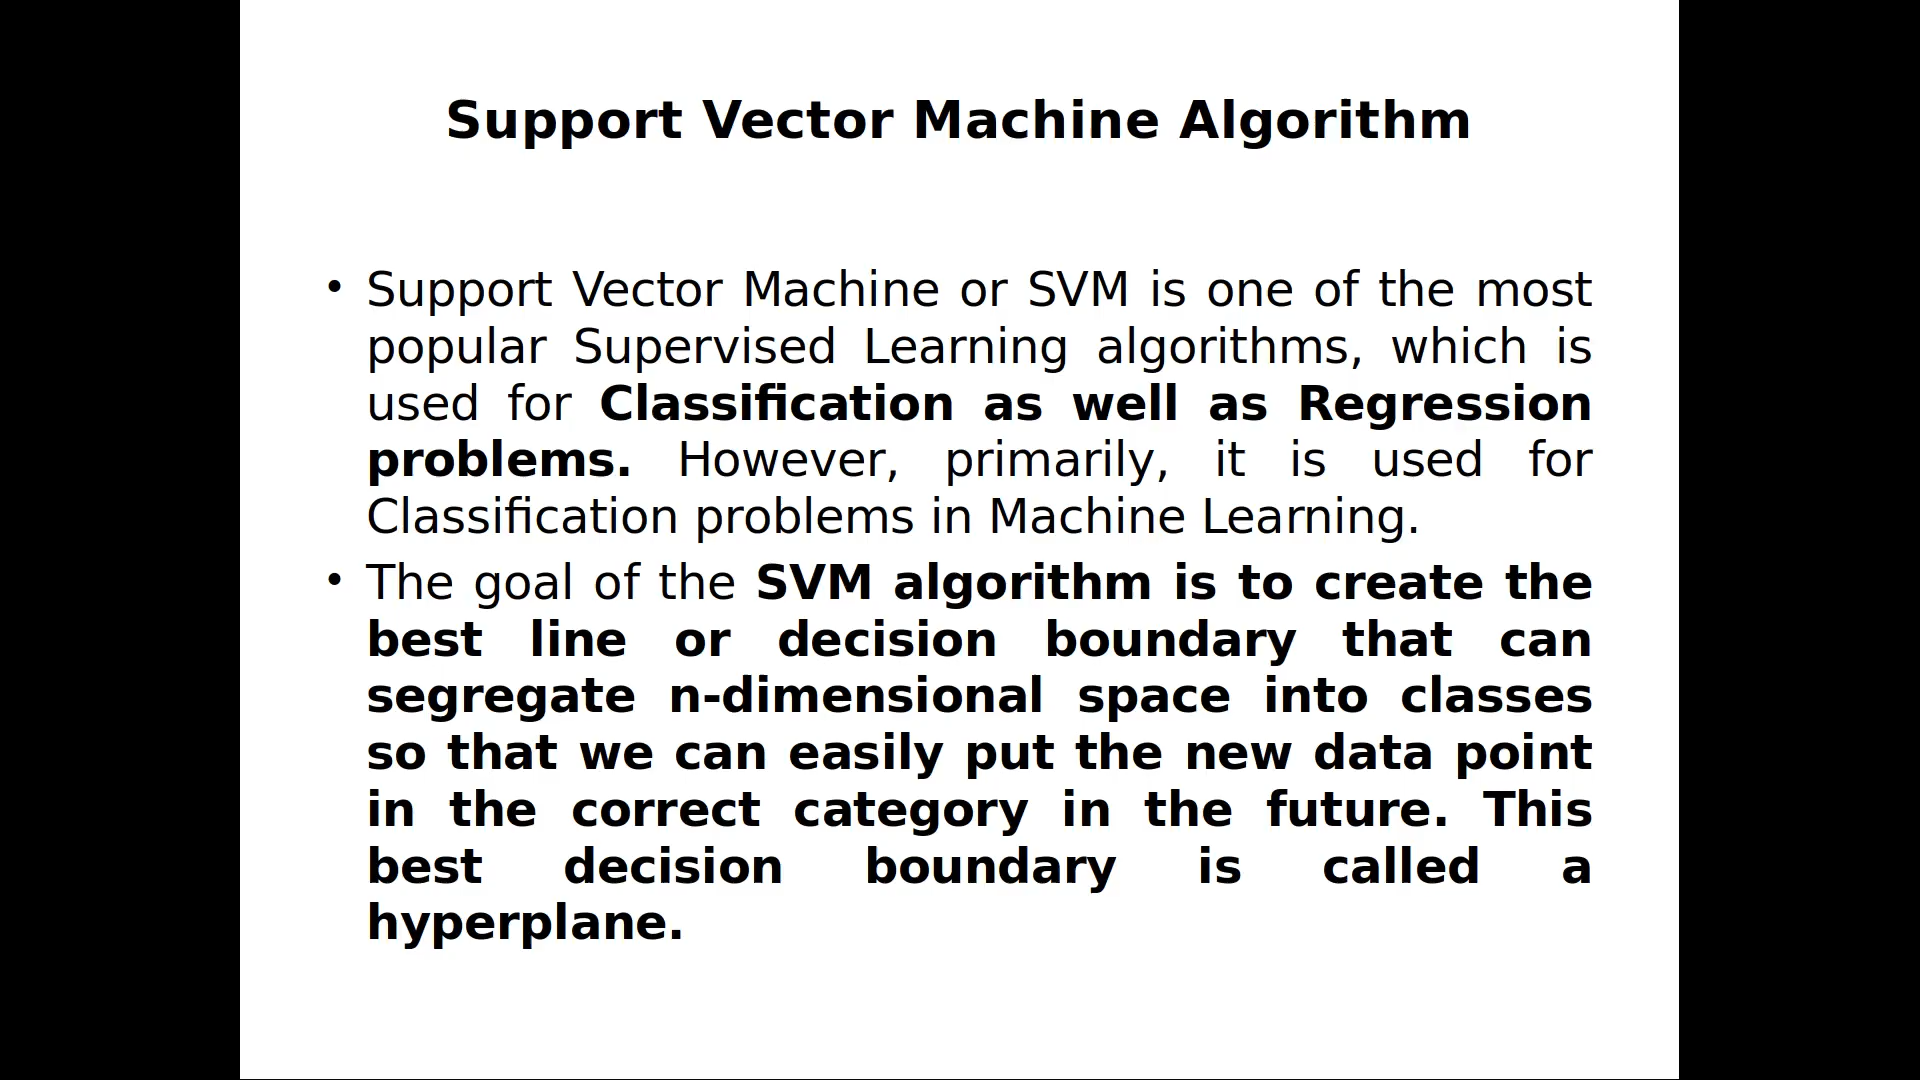 Support Vector Machine Algorithm
• Support Vector Machine or SVM is one of the most
popular Supervised Learning algorithms, which is
used for Classification as well as Regression
problems. However, primarily, it is used for
Classification problems in Machine Learning.
• The goal of the SVM algorithm is to create the
best line or decision boundary that can
segregate n-dimensional space into classes
so that we can easily put the new data point
in the correct category in the future. This
best decision boundary is called a
hyperplane.